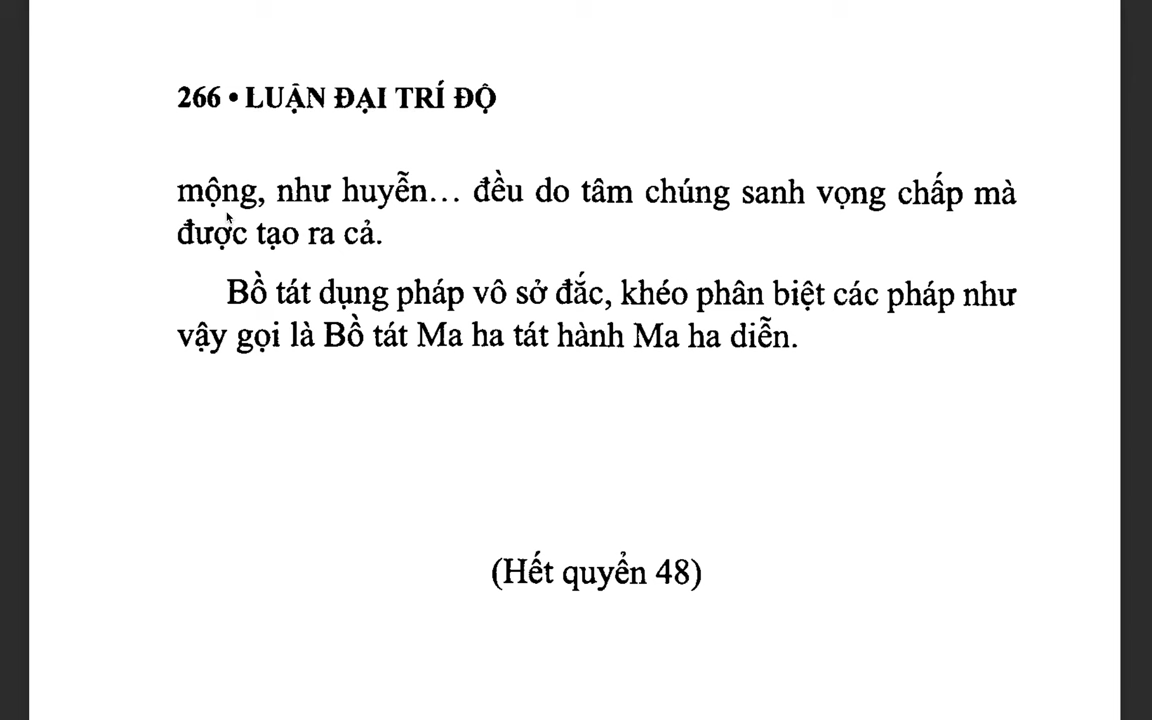 266 • LUẬN ĐẠI TRÍ ĐỘ
mộng, như huyễn… đều do tâm chúng sanh vọng chấp mà
được tạo ra cả.
Bồ tát dụng pháp vô sở đắc, khéo phân biệt các pháp như
vậy gọi là Bồ tát Ma ha tát hành Ma ha diễn.
(Hết quyển 48)